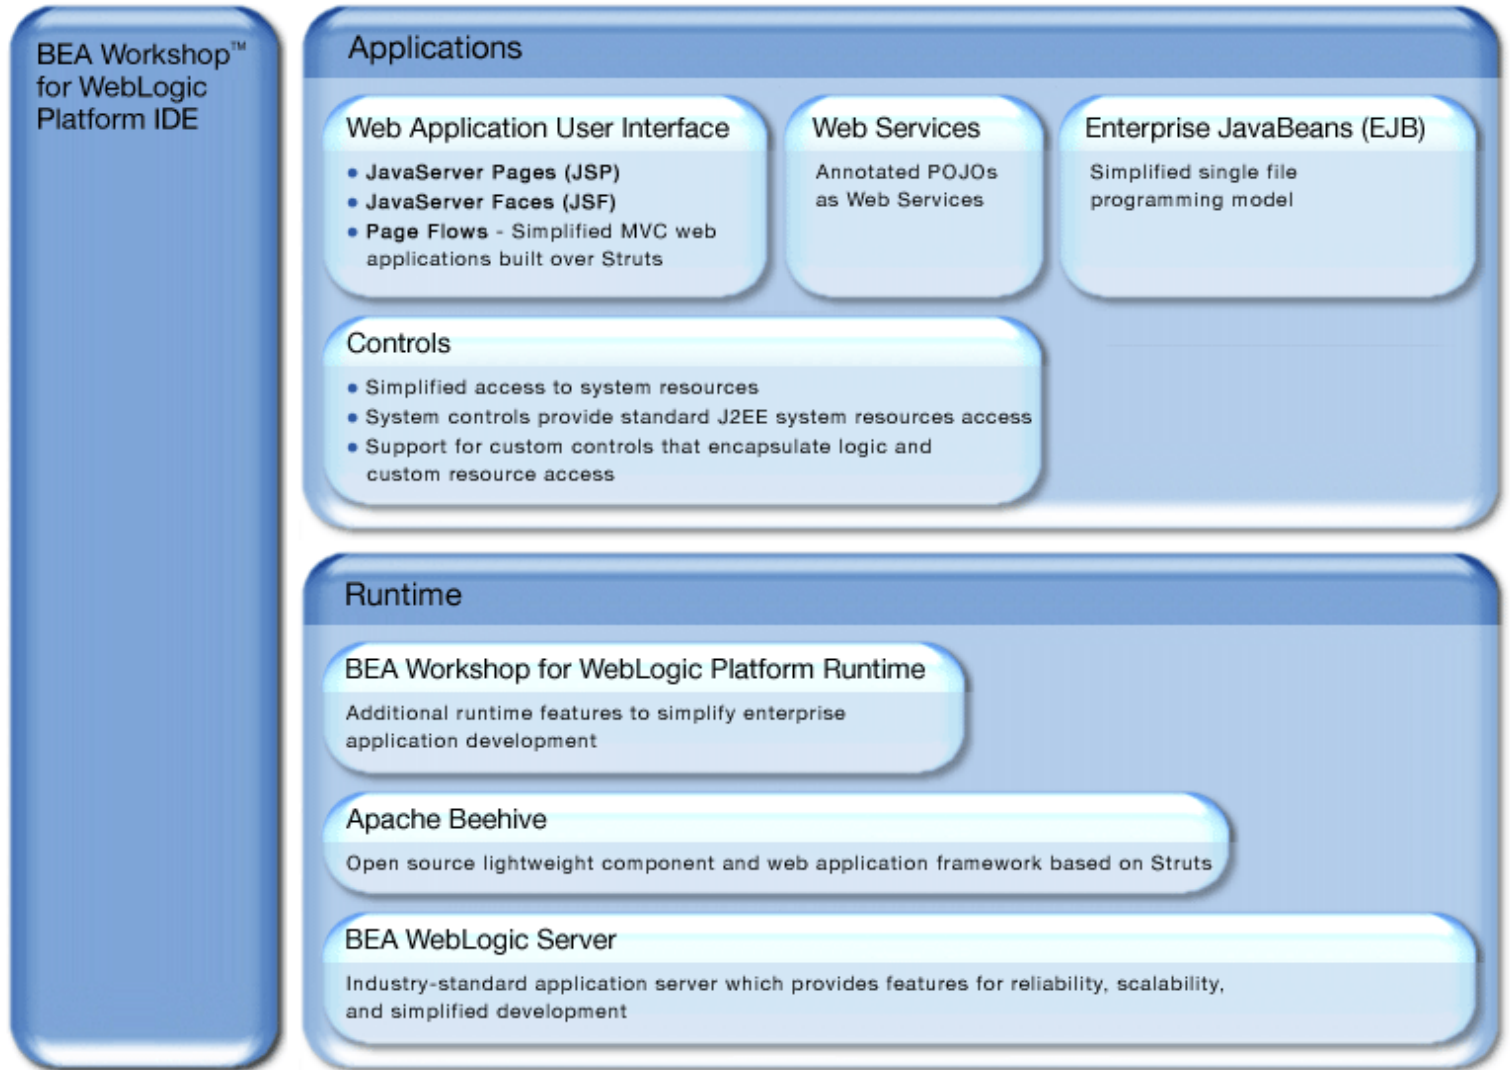 BEA Workshop™
for WebLogic
Platform IDE
Applications
Web Application User Interface
• JavaServer Pages (JSP)
• JavaServer Faces (JSF)
• Page Flows - Simplified MVC web
applications built over Struts
Web Services
Annotated POJOs
as Web Services
Enterprise JavaBeans (EJB)
Simplified single file
programming model
Controls
• Simplified access to system resources
• System controls provide standard J2EE system resources access
• Support for custom controls that encapsulate logic and
custom resource access
Runtime
BEA Workshop for WebLogic Platform Runtime
Additional runtime features to simplify enterprise
application development
Apache Beehive
Open source lightweight component and web application framework based on Struts
BEA WebLogic Server
Industry-standard application server which provides features for reliability, scalability,
and simplified development